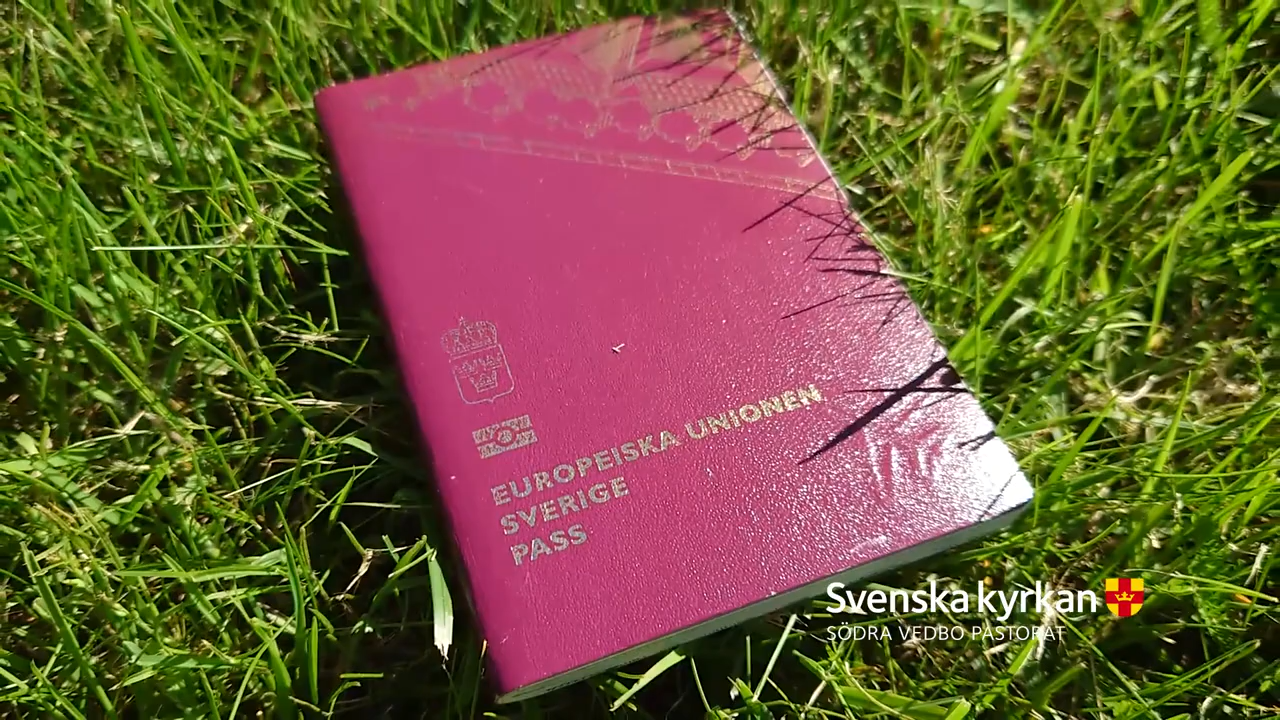 EUROPEISKA UNIONEN
SVERIGE
PASS
Svenska kyrkan
SÖDRA VEDBO PASTORAT